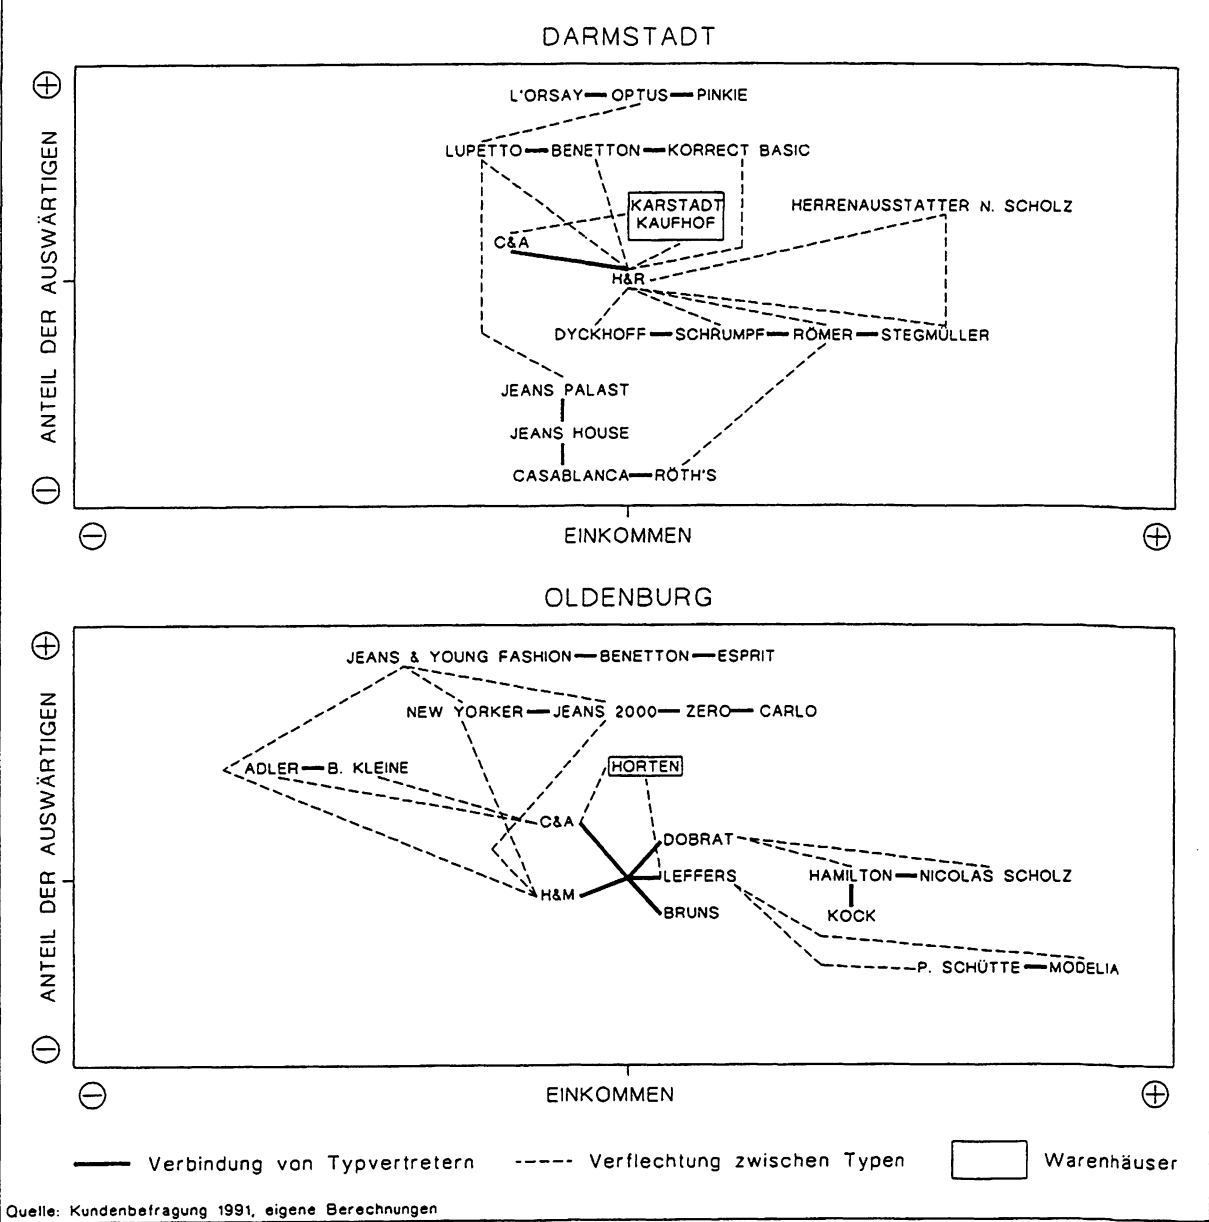 DARMSTADT
+
L'ORSAY OPTUS PINKIE
LUPETTO BENETTON KORRECT BASIC
KARSTADT
KAUFHOF
HERRENAUSSTATTER N. SCHOLZ
C&A
H&R
DYCKHOFF SCHRUMPF RÖMER STEGMÜLLER
JEANS PALAST
JEANS HOUSE
CASABLANCA RÖTH'S
ANTEIL DER AUSWÄRTIGEN
−
− EINKOMMEN +
OLDENBURG
+
JEANS & YOUNG FASHION BENETTON ESPRIT
NEW YORKER JEANS 2000 ZERO CARLO
ADLER B. KLEINE HORTEN
C&A
DOBRAT
LEFFERS HAMILTON NICOLAS SCHOLZ
H&M
BRUNS KOCK
P. SCHÜTTE MODELIA
ANTEIL DER AUSWÄRTIGEN
−
− EINKOMMEN +
Verbindung von Typvertretern Verflechtung zwischen Typen Warenhäuser
Quelle: Kundenbefragung 1991, eigene Berechnungen